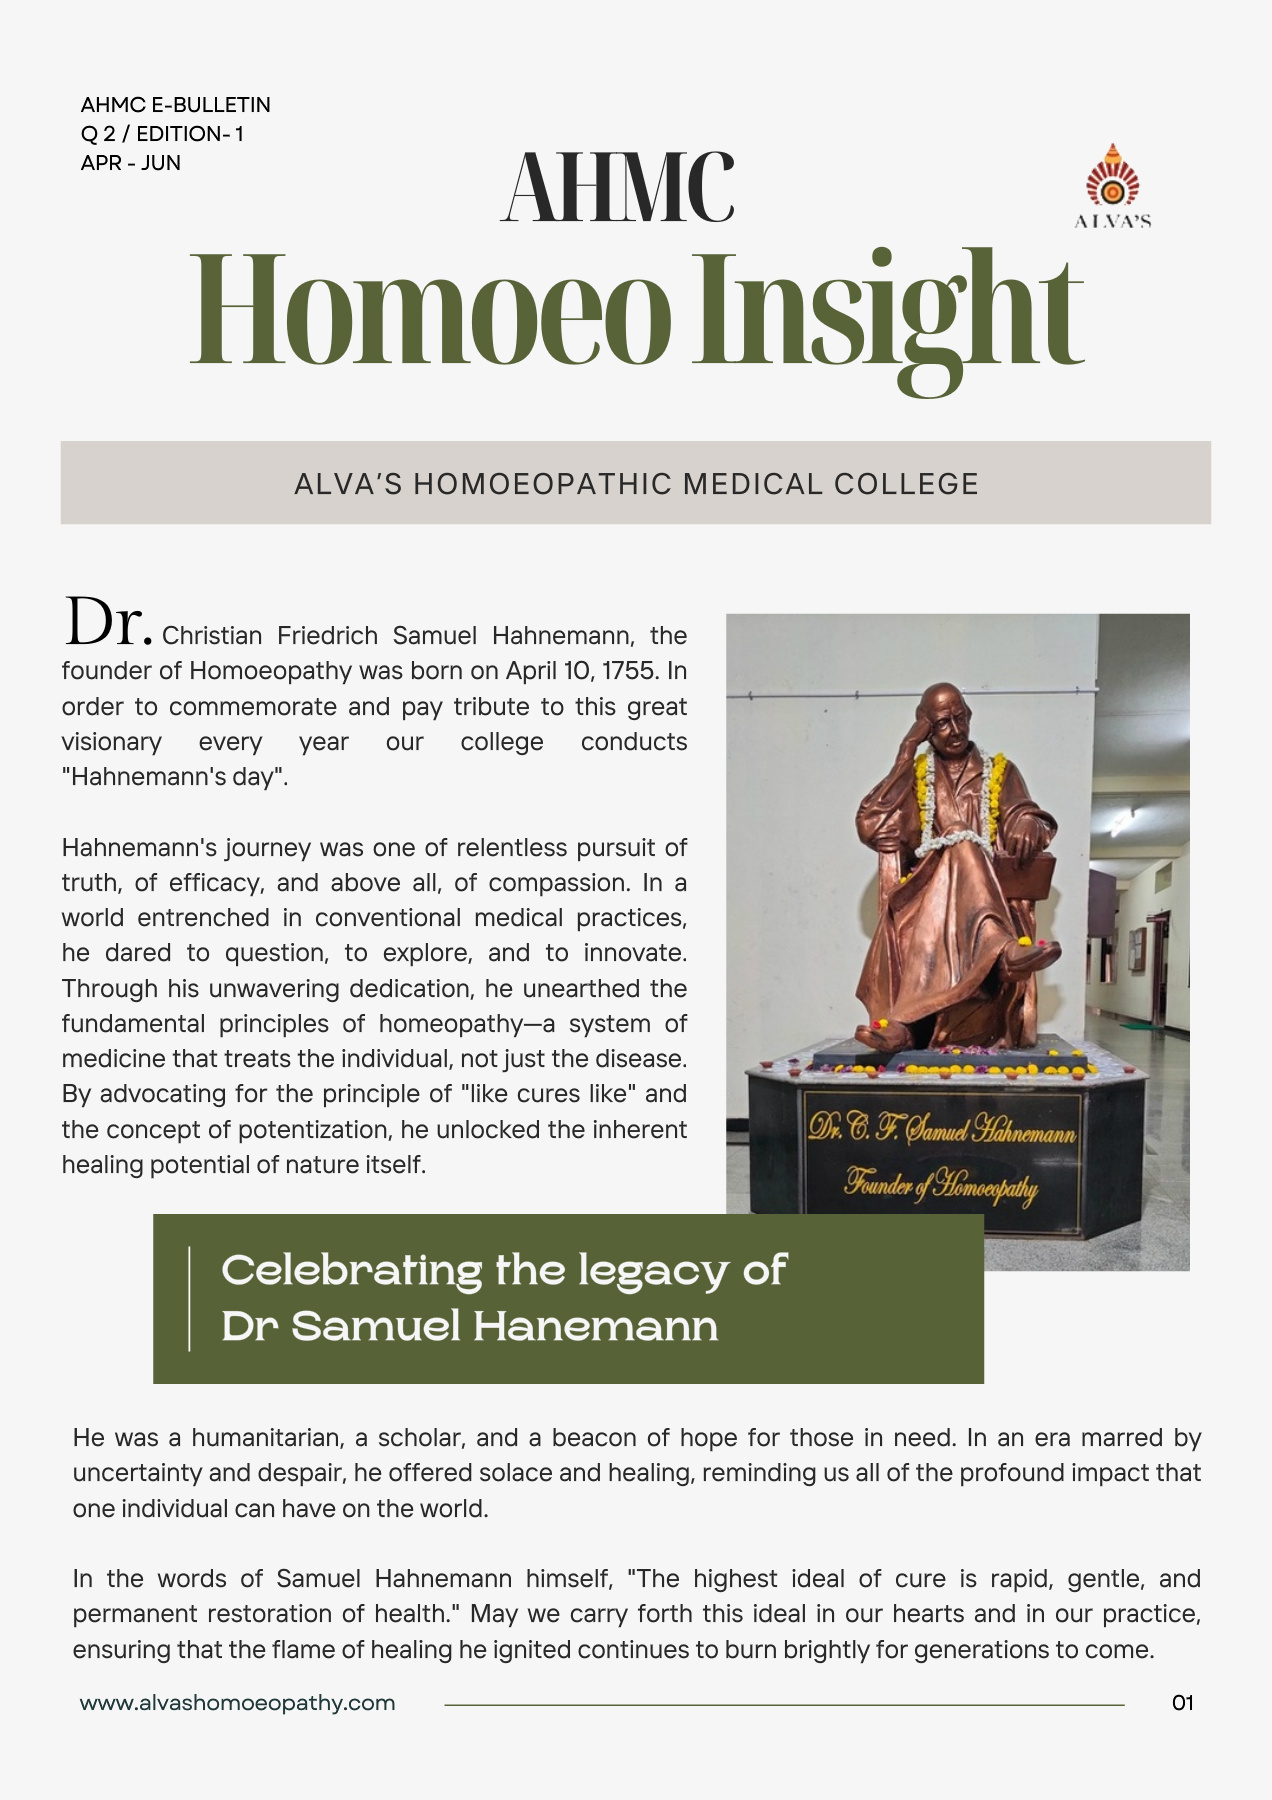 AHMC E-BULLETIN
Q 2 / EDITION- 1
APR - JUN
AHMC
ALVA'S
Homoeo Insight
ALVA’S HOMOEOPATHIC MEDICAL COLLEGE
Dr. Christian Friedrich Samuel Hahnemann, the
founder of Homoeopathy was born on April 10, 1755. In
order to commemorate and pay tribute to this great
visionary every year our college conducts
"Hahnemann's day".
Hahnemann's journey was one of relentless pursuit of
truth, of efficacy, and above all, of compassion. In a
world entrenched in conventional medical practices,
he dared to question, to explore, and to innovate.
Through his unwavering dedication, he unearthed the
fundamental principles of homeopathy—a system of
medicine that treats the individual, not just the disease.
By advocating for the principle of "like cures like" and
the concept of potentization, he unlocked the inherent
healing potential of nature itself.
Dr. C. F. Samuel Hahnemann
Founder of Homoeopathy
Celebrating the legacy of
Dr Samuel Hanemann
He was a humanitarian, a scholar, and a beacon of hope for those in need. In an era marred by
uncertainty and despair, he offered solace and healing, reminding us all of the profound impact that
one individual can have on the world.
In the words of Samuel Hahnemann himself, "The highest ideal of cure is rapid, gentle, and
permanent restoration of health." May we carry forth this ideal in our hearts and in our practice,
ensuring that the flame of healing he ignited continues to burn brightly for generations to come.
www.alvashomoeopathy.com
01